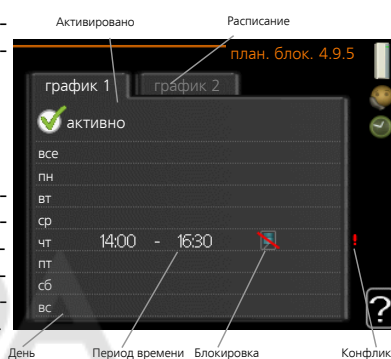 Активировано Расписание
план. блок. 4.9.5
график 1 график 2
активно
все
пн
вт
ср
чт 14:00 - 16:30 !
пт
сб
вс
?
День Период времени Блокировка Конфлик